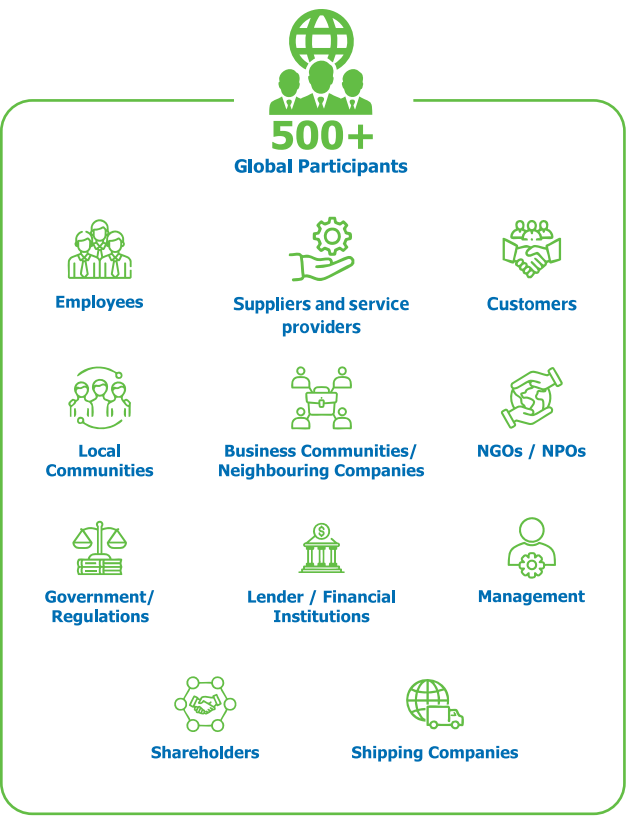 500+
Global Participants
Employees
Suppliers and service
providers
Customers
Local
Communities
Business Communities/
Neighbouring Companies
NGOs / NPOs
Government/
Regulations
$
Lender / Financial
Institutions
Management
Shareholders
Shipping Companies